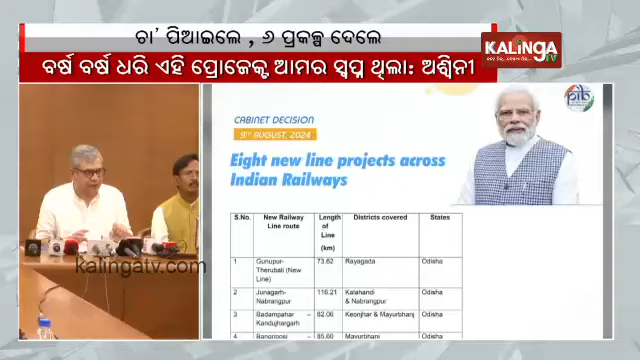 ଚା' ପିଆଇଲେ , ୬ ପ୍ରକଳ୍ପ ଦେଲେ
ବର୍ଷ ବର୍ଷ ଧରି ଏହି ପ୍ରୋଜେକ୍ଟ ଆମର ସ୍ୱପ୍ନ ଥିଲା: ଅଶ୍ୱିନୀ
KALINGA
TV
CABINET DECISION
9TH AUGUST, 2024
pib
Eight new line projects across
Indian Railways
S.No. New Railway Line route Length of Line (km) Districts covered States
1 Gunupur-Therubali (New Line) 73.62 Rayagada Odisha
2 Junagarh-Nabrangpur 116.21 Kalahandi & Nabrangpur Odisha
3 Badampahar – Kandujhargarh 82.06 Keonjhar & Mayurbhanj Odisha
4 Bangriposi – 85.60 Mayurbhanj Odisha
kalingatv.com